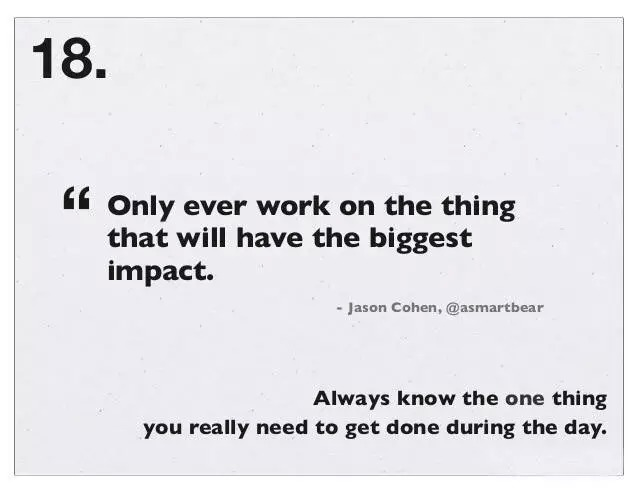 18.
“ Only ever work on the thing
that will have the biggest
impact.
- Jason Cohen, @asmartbear
Always know the one thing
you really need to get done during the day.